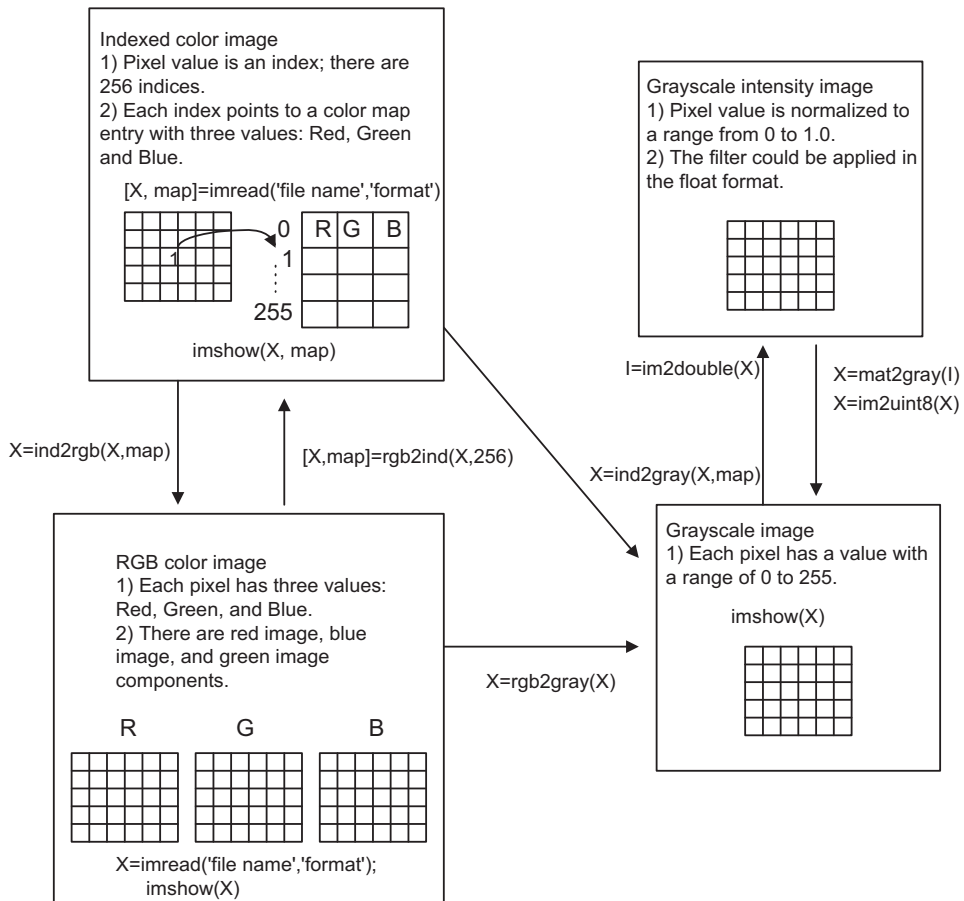 Indexed color image
1) Pixel value is an index; there are
256 indices.
2) Each index points to a color map
entry with three values: Red, Green
and Blue.
[X, map]=imread('file name','format')
0
R G B
1
1
255
imshow(X, map)
Grayscale intensity image
1) Pixel value is normalized to
a range from 0 to 1.0.
2) The filter could be applied in
the float format.
I=im2double(X)
X=mat2gray(I)
X=im2uint8(X)
X=ind2rgb(X,map)
[X,map]=rgb2ind(X,256)
X=ind2gray(X,map)
RGB color image
1) Each pixel has three values:
Red, Green, and Blue.
2) There are red image, blue
image, and green image
components.
R G B
X=imread('file name','format');
imshow(X)
X=rgb2gray(X)
Grayscale image
1) Each pixel has a value with
a range of 0 to 255.
imshow(X)